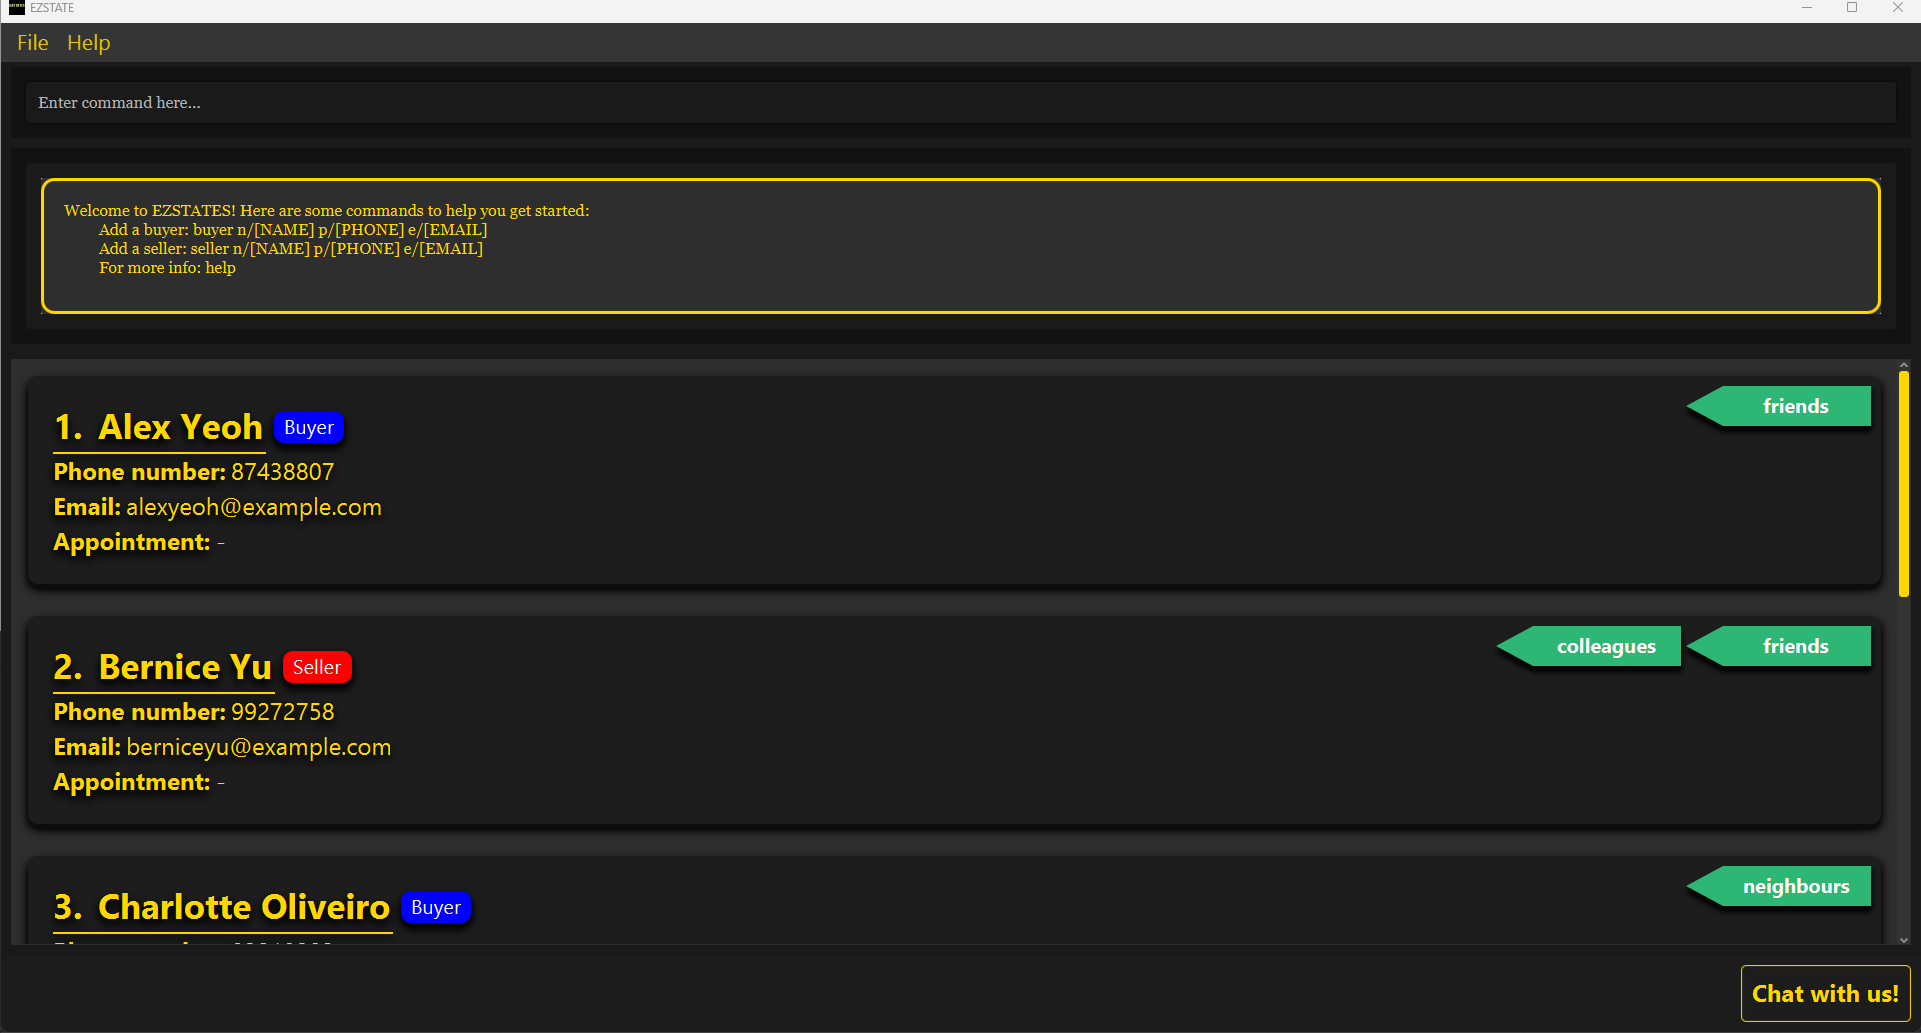 EZSTATE
File Help
Enter command here...
Welcome to EZSTATES! Here are some commands to help you get started:
Add a buyer: buyer n/[NAME] p/[PHONE] e/[EMAIL]
Add a seller: seller n/[NAME] p/[PHONE] e/[EMAIL]
For more info: help
1. Alex Yeoh Buyer friends
Phone number: 87438807
Email: alexyeoh@example.com
Appointment: -
2. Bernice Yu Seller colleagues friends
Phone number: 99272758
Email: berniceyu@example.com
Appointment: -
3. Charlotte Oliveiro Buyer neighbours
Chat with us!